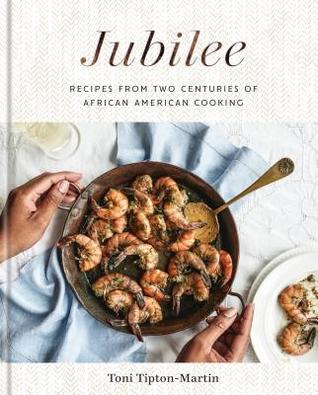 Jubilee
RECIPES FROM TWO CENTURIES OF
AFRICAN AMERICAN COOKING
Toni Tipton-Martin